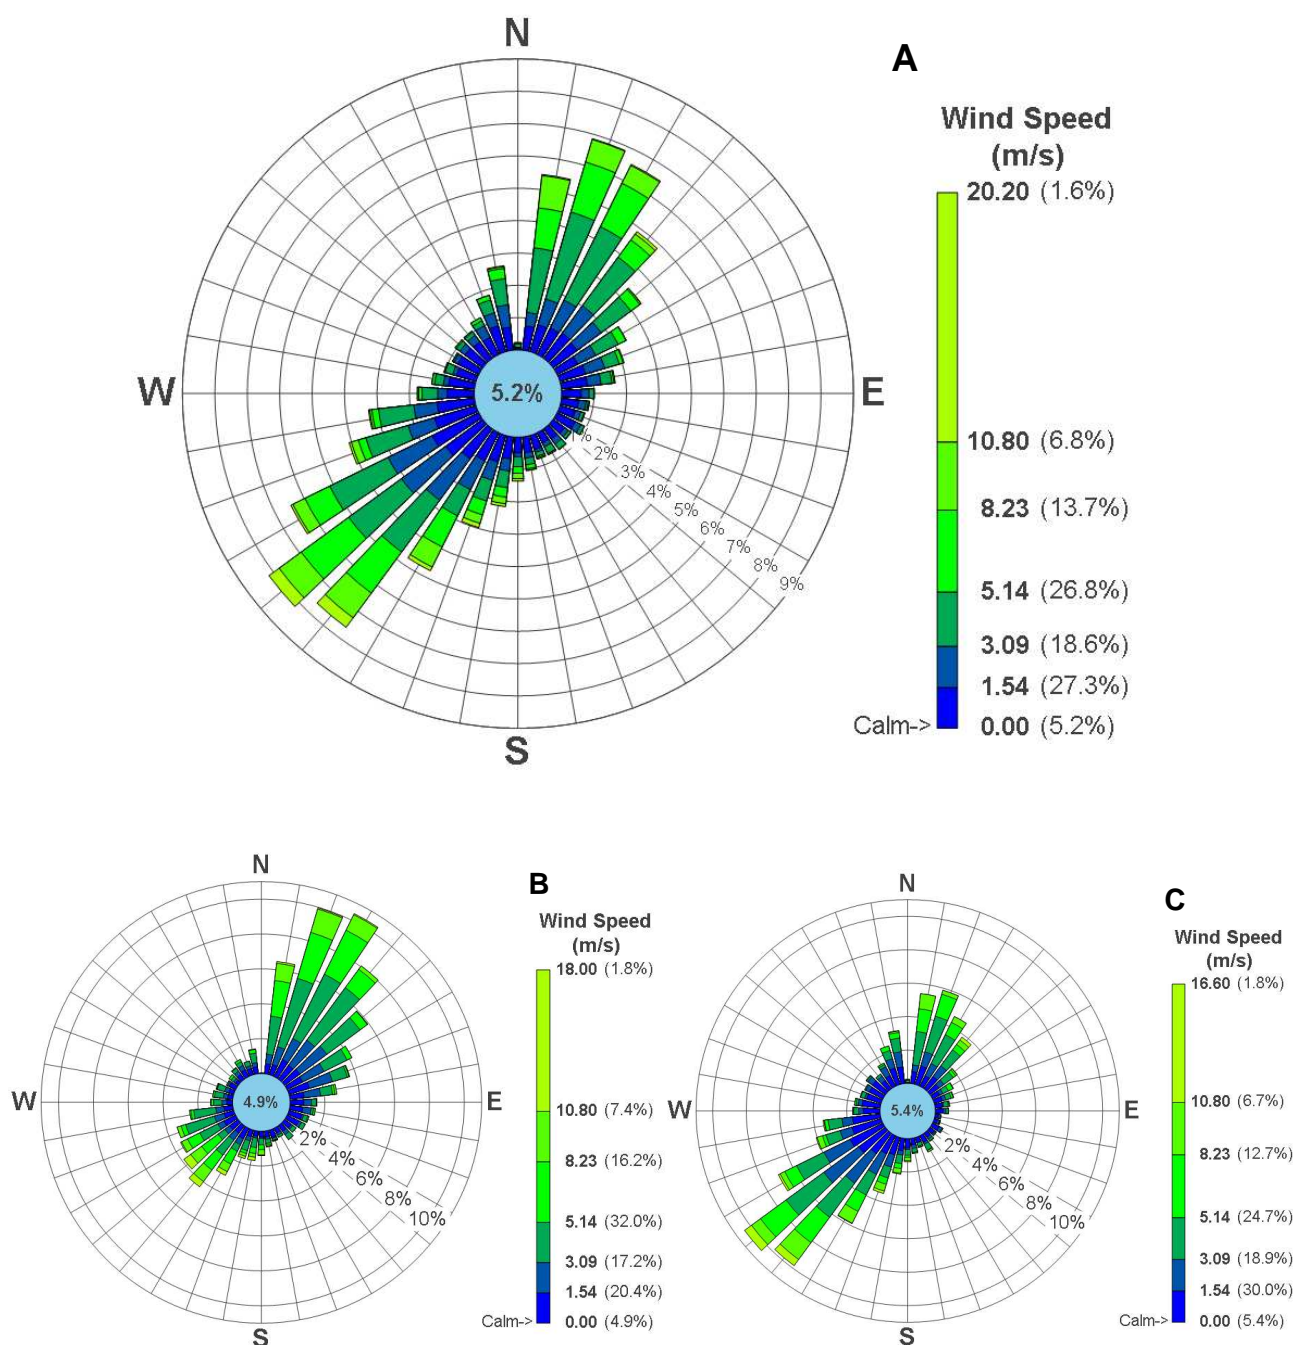 N
A
Wind Speed
(m/s)
20.20 (1.6%)
10.80 (6.8%)
8.23 (13.7%)
5.14 (26.8%)
3.09 (18.6%)
1.54 (27.3%)
Calm-> 0.00 (5.2%)
W
5.2%
E
1%
2%
3%
4%
5%
6%
7%
8%
9%
S
N
B
Wind Speed
(m/s)
18.00 (1.8%)
10.80 (7.4%)
8.23 (16.2%)
5.14 (32.0%)
3.09 (17.2%)
1.54 (20.4%)
Calm-> 0.00 (4.9%)
W
4.9%
E
2%
4%
6%
8%
10%
S
N
C
Wind Speed
(m/s)
16.60 (1.8%)
10.80 (6.7%)
8.23 (12.7%)
5.14 (24.7%)
3.09 (18.9%)
1.54 (30.0%)
Calm-> 0.00 (5.4%)
W
5.4%
E
2%
4%
6%
8%
10%
S